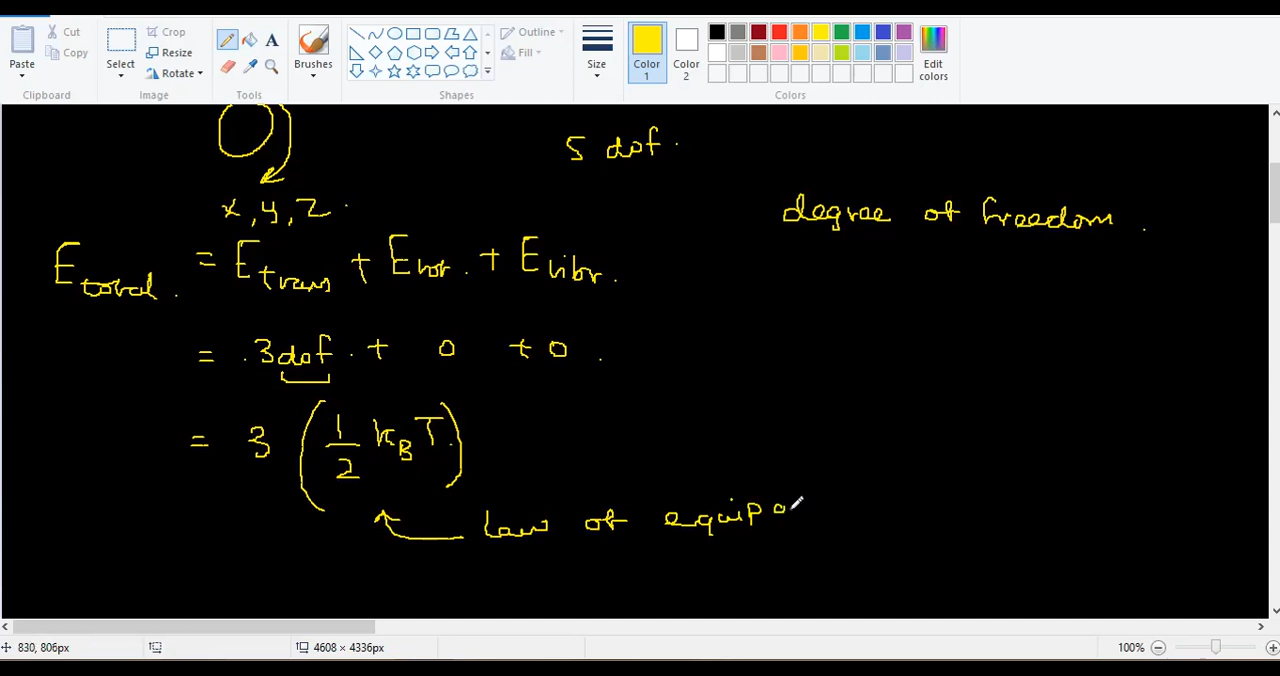 Cut
Copy
Paste
Clipboard
Select
Crop
Resize
Rotate
Image
A
Tools
Brushes
Outline
Fill
Shapes
Size
Color 1
Color 2
Edit colors
Colors
5 dof.
x, y, z.
degree of freedom.
E total. = E trans + E rot. + E vibr.
= .3 dof. + 0 + 0.
= 3 (1/2 k_B T.)
law of equipa
830, 806px
4608 × 4336px
100%